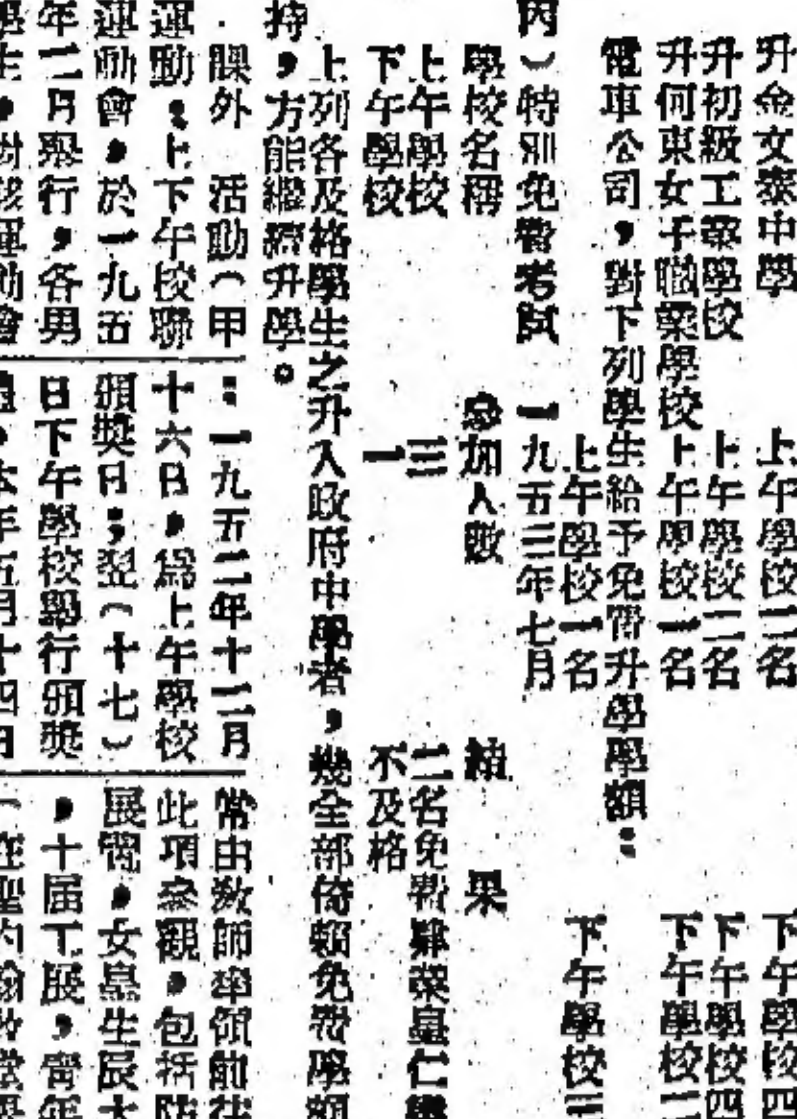 升金文泰中學　上午學校二名　下午學校四
升初級工業學校　上午學校二名　下午學校四
升何東女子職業學校　上午學校一名　下午學校二
電車公司，對下列學生給予免費升學學額：
上午學校一名　下午學校
丙）特別免費考試　一九五三年七月
學校名稱　參加人數　結果
上午學校　三　二名免費肄業皇仁
下午學校　一　不及格
上列各及格學生之升入政府中學者，幾全部倚賴免費學額
持，方能繼續升學。
課外　活動（甲
運動：上下午校聯
運動會，於一九五
年二月舉行，各男
學生，對該運動會
：一九五二年十二月
十六日，為上午學校
頒獎日；翌（十七）
日下午學校舉行頒獎
本年五月十四日
常由教師率領前往
此項參觀，包括
展覽，女皇生辰大
，十屆工展，青年
（在聖約翰